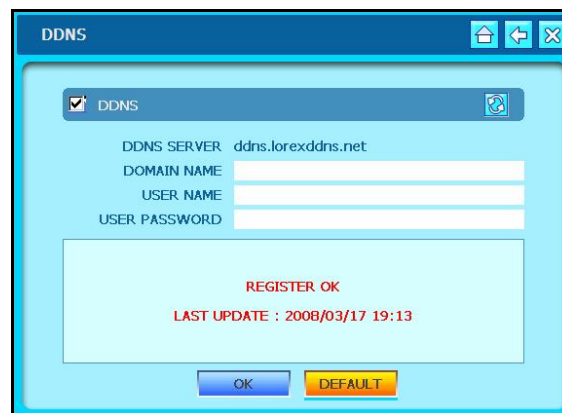 DDNS
DDNS
DDNS SERVER ddns.lorexddns.net
DOMAIN NAME
USER NAME
USER PASSWORD
REGISTER OK
LAST UPDATE : 2008/03/17 19:13
OK DEFAULT